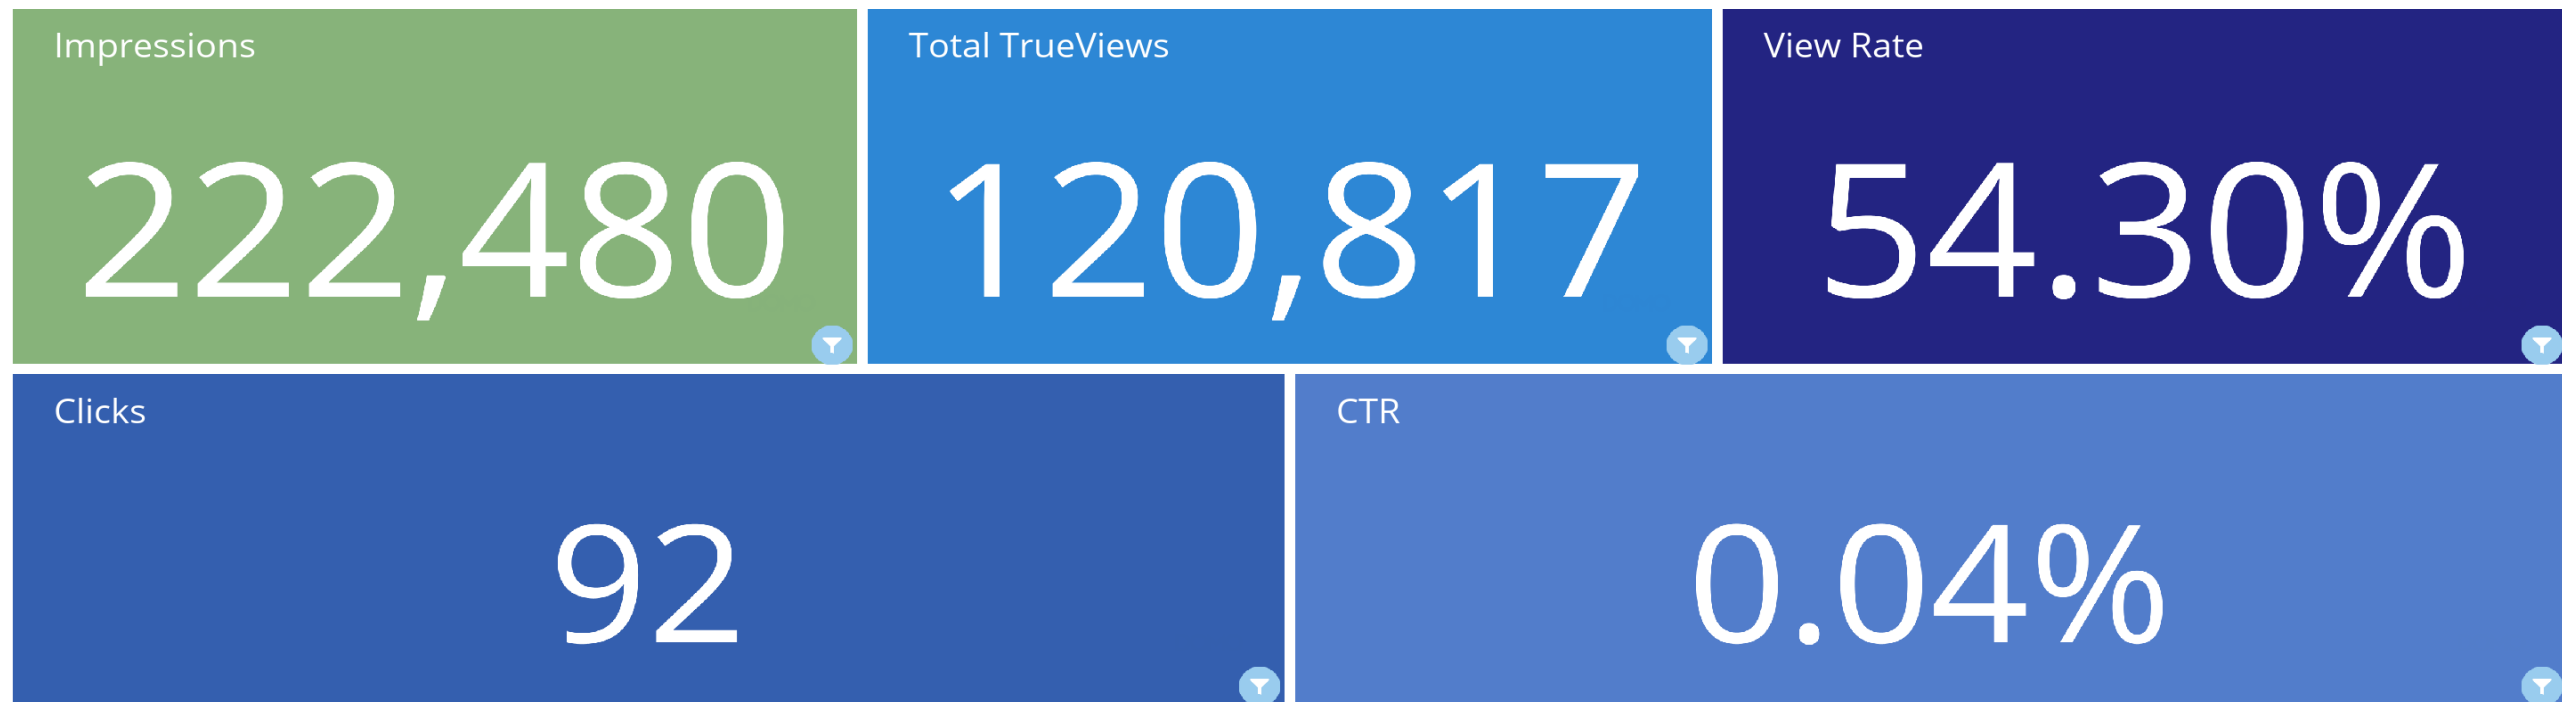 Impressions
222,480
Total TrueViews
120,817
View Rate
54.30%
Clicks
92
CTR
0.04%